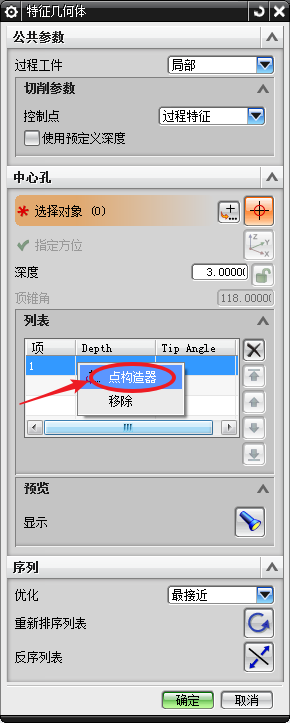 特征几何体
公共参数
过程工件 局部
切削参数
控制点 过程特征
使用预定义深度
中心孔
* 选择对象 (0)
指定方位
深度 3.0000
顶锥角 118.0000
列表
项 Depth Tip Angle
1
点构造器
移除
预览
显示
序列
优化 最接近
重新排序列表
反序列表
确定 取消